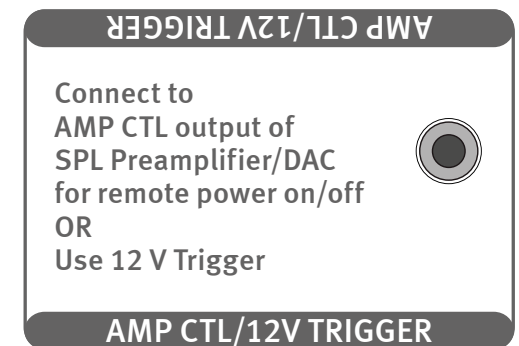 AMP CTL/12V TRIGGER
Connect to
AMP CTL output of
SPL Preamplifier/DAC
for remote power on/off
OR
Use 12 V Trigger
AMP CTL/12V TRIGGER